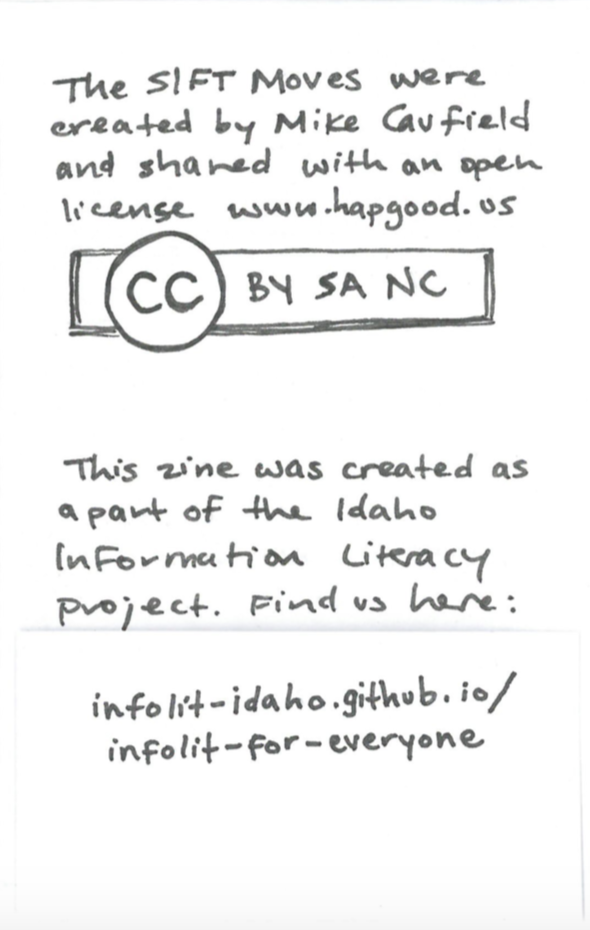 The SIFT Moves were
created by Mike Caufield
and shared with an open
license www.hapgood.us
CC BY SA NC
This zine was created as
a part of the Idaho
Information Literacy
project. Find us here:
infolit-idaho.github.io/
infolit-for-everyone